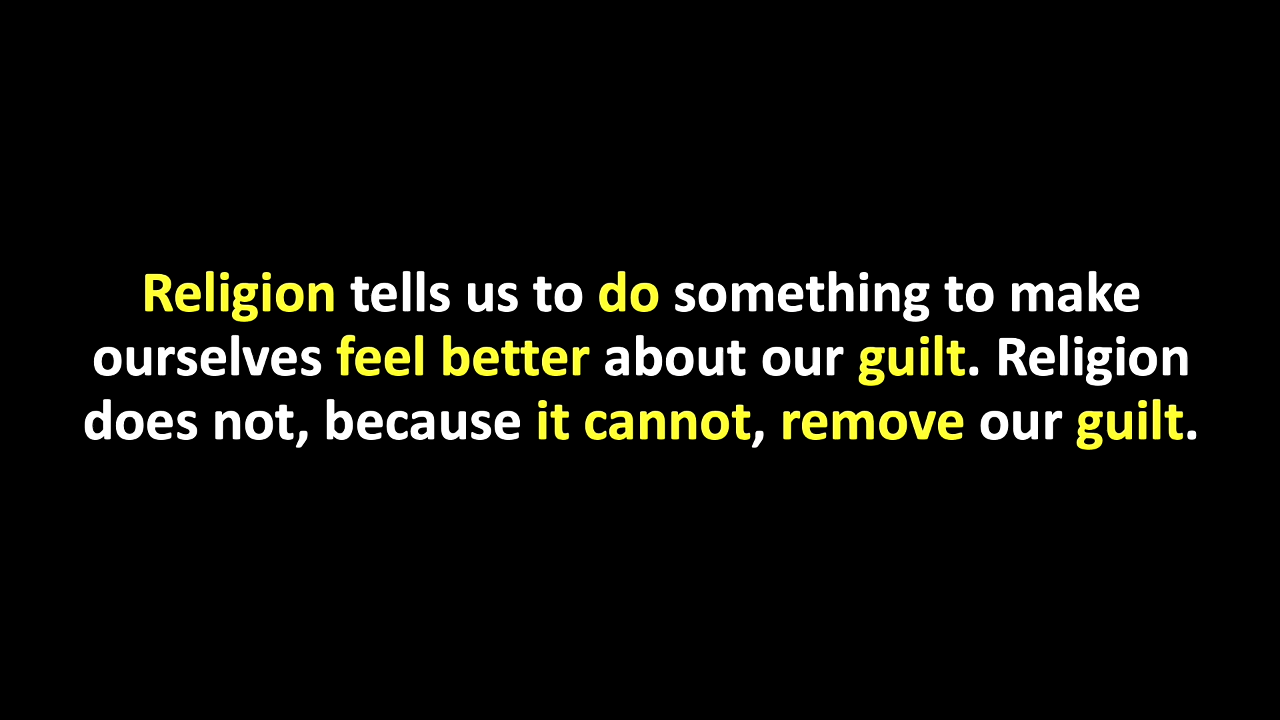 Religion tells us to do something to make
ourselves feel better about our guilt. Religion
does not, because it cannot, remove our guilt.